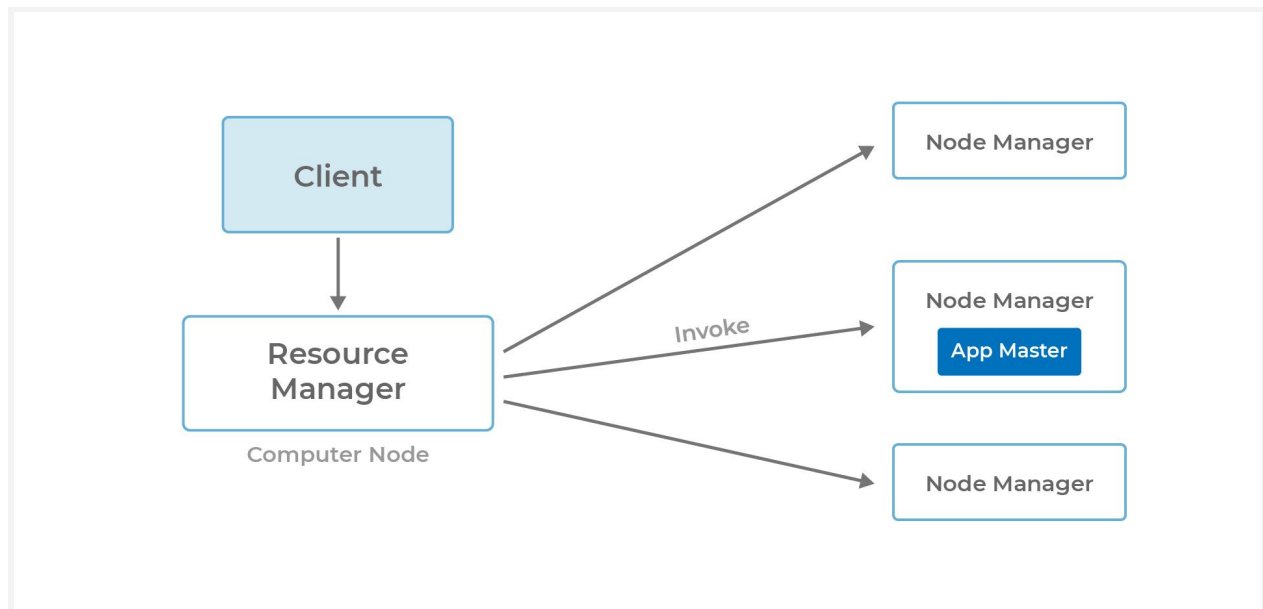 Client
Resource
Manager
Computer Node
Invoke
Node Manager
Node Manager
App Master
Node Manager